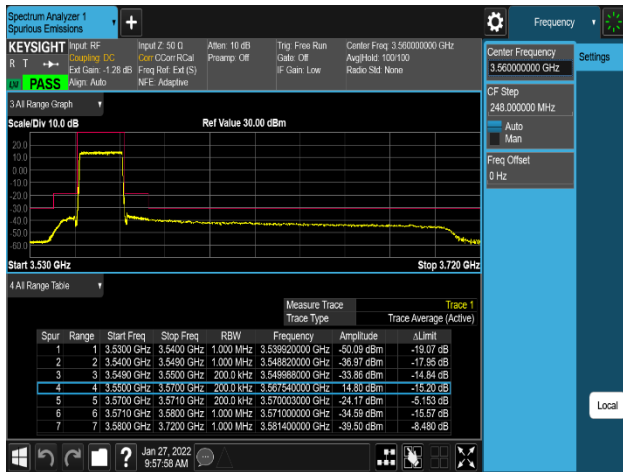 Spectrum Analyzer 1
Spurious Emissions
Frequency
KEYSIGHT
R T
PASS
Input: RF
Coupling: DC
Ext Gain: -1.28 dB
Align: Auto
Input Z: 50 Ω
Corr CCorr RCal
Freq Ref: Ext (S)
NFE: Adaptive
Atten: 10 dB
Preamp: Off
Trig: Free Run
Gate: Off
IF Gain: Low
Center Freq: 3.560000000 GHz
Avg|Hold: 100/100
Radio Std: None
Center Frequency
3.560000000 GHz
Settings
CF Step
248.000000 MHz
Auto
Man
Freq Offset
0 Hz
3 All Range Graph
Scale/Div 10.0 dB
Ref Value 30.00 dBm
20.0
10.0
0.00
-10.0
-20.0
-30.0
-40.0
-50.0
-60.0
Start 3.530 GHz
Stop 3.720 GHz
4 All Range Table
Measure Trace Trace 1
Trace Type Trace Average (Active)
Spur Range Start Freq Stop Freq RBW Frequency Amplitude ΔLimit
1 1 3.5300 GHz 3.5400 GHz 1.000 MHz 3.539920000 GHz -50.09 dBm -19.07 dB
2 2 3.5400 GHz 3.5490 GHz 1.000 MHz 3.548820000 GHz -36.97 dBm -17.95 dB
3 3 3.5490 GHz 3.5500 GHz 200.0 kHz 3.549988000 GHz -33.86 dBm -14.84 dB
4 4 3.5500 GHz 3.5700 GHz 200.0 kHz 3.567540000 GHz 14.80 dBm -15.20 dB
5 5 3.5700 GHz 3.5710 GHz 200.0 kHz 3.570003000 GHz -24.17 dBm -5.153 dB
6 6 3.5710 GHz 3.5800 GHz 1.000 MHz 3.571000000 GHz -34.59 dBm -15.57 dB
7 7 3.5800 GHz 3.7200 GHz 1.000 MHz 3.581400000 GHz -39.50 dBm -8.480 dB
Local
Jan 27, 2022
9:57:58 AM